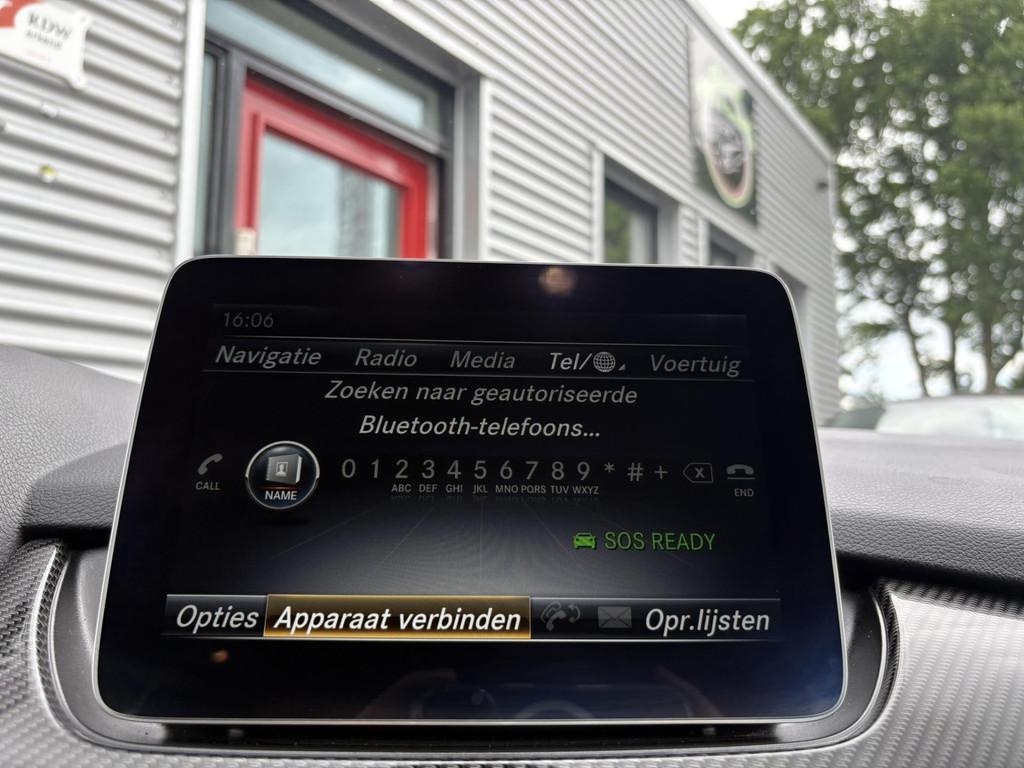 RDW
16:06
Navigatie Radio Media Tel/ Voertuig
Zoeken naar geautoriseerde
Bluetooth-telefoons...
CALL NAME 0 1 2 3 4 5 6 7 8 9 * # + X END
ABC DEF GHI JKL MNO PQRS TUV WXYZ
SOS READY
Opties Apparaat verbinden Opr.lijsten